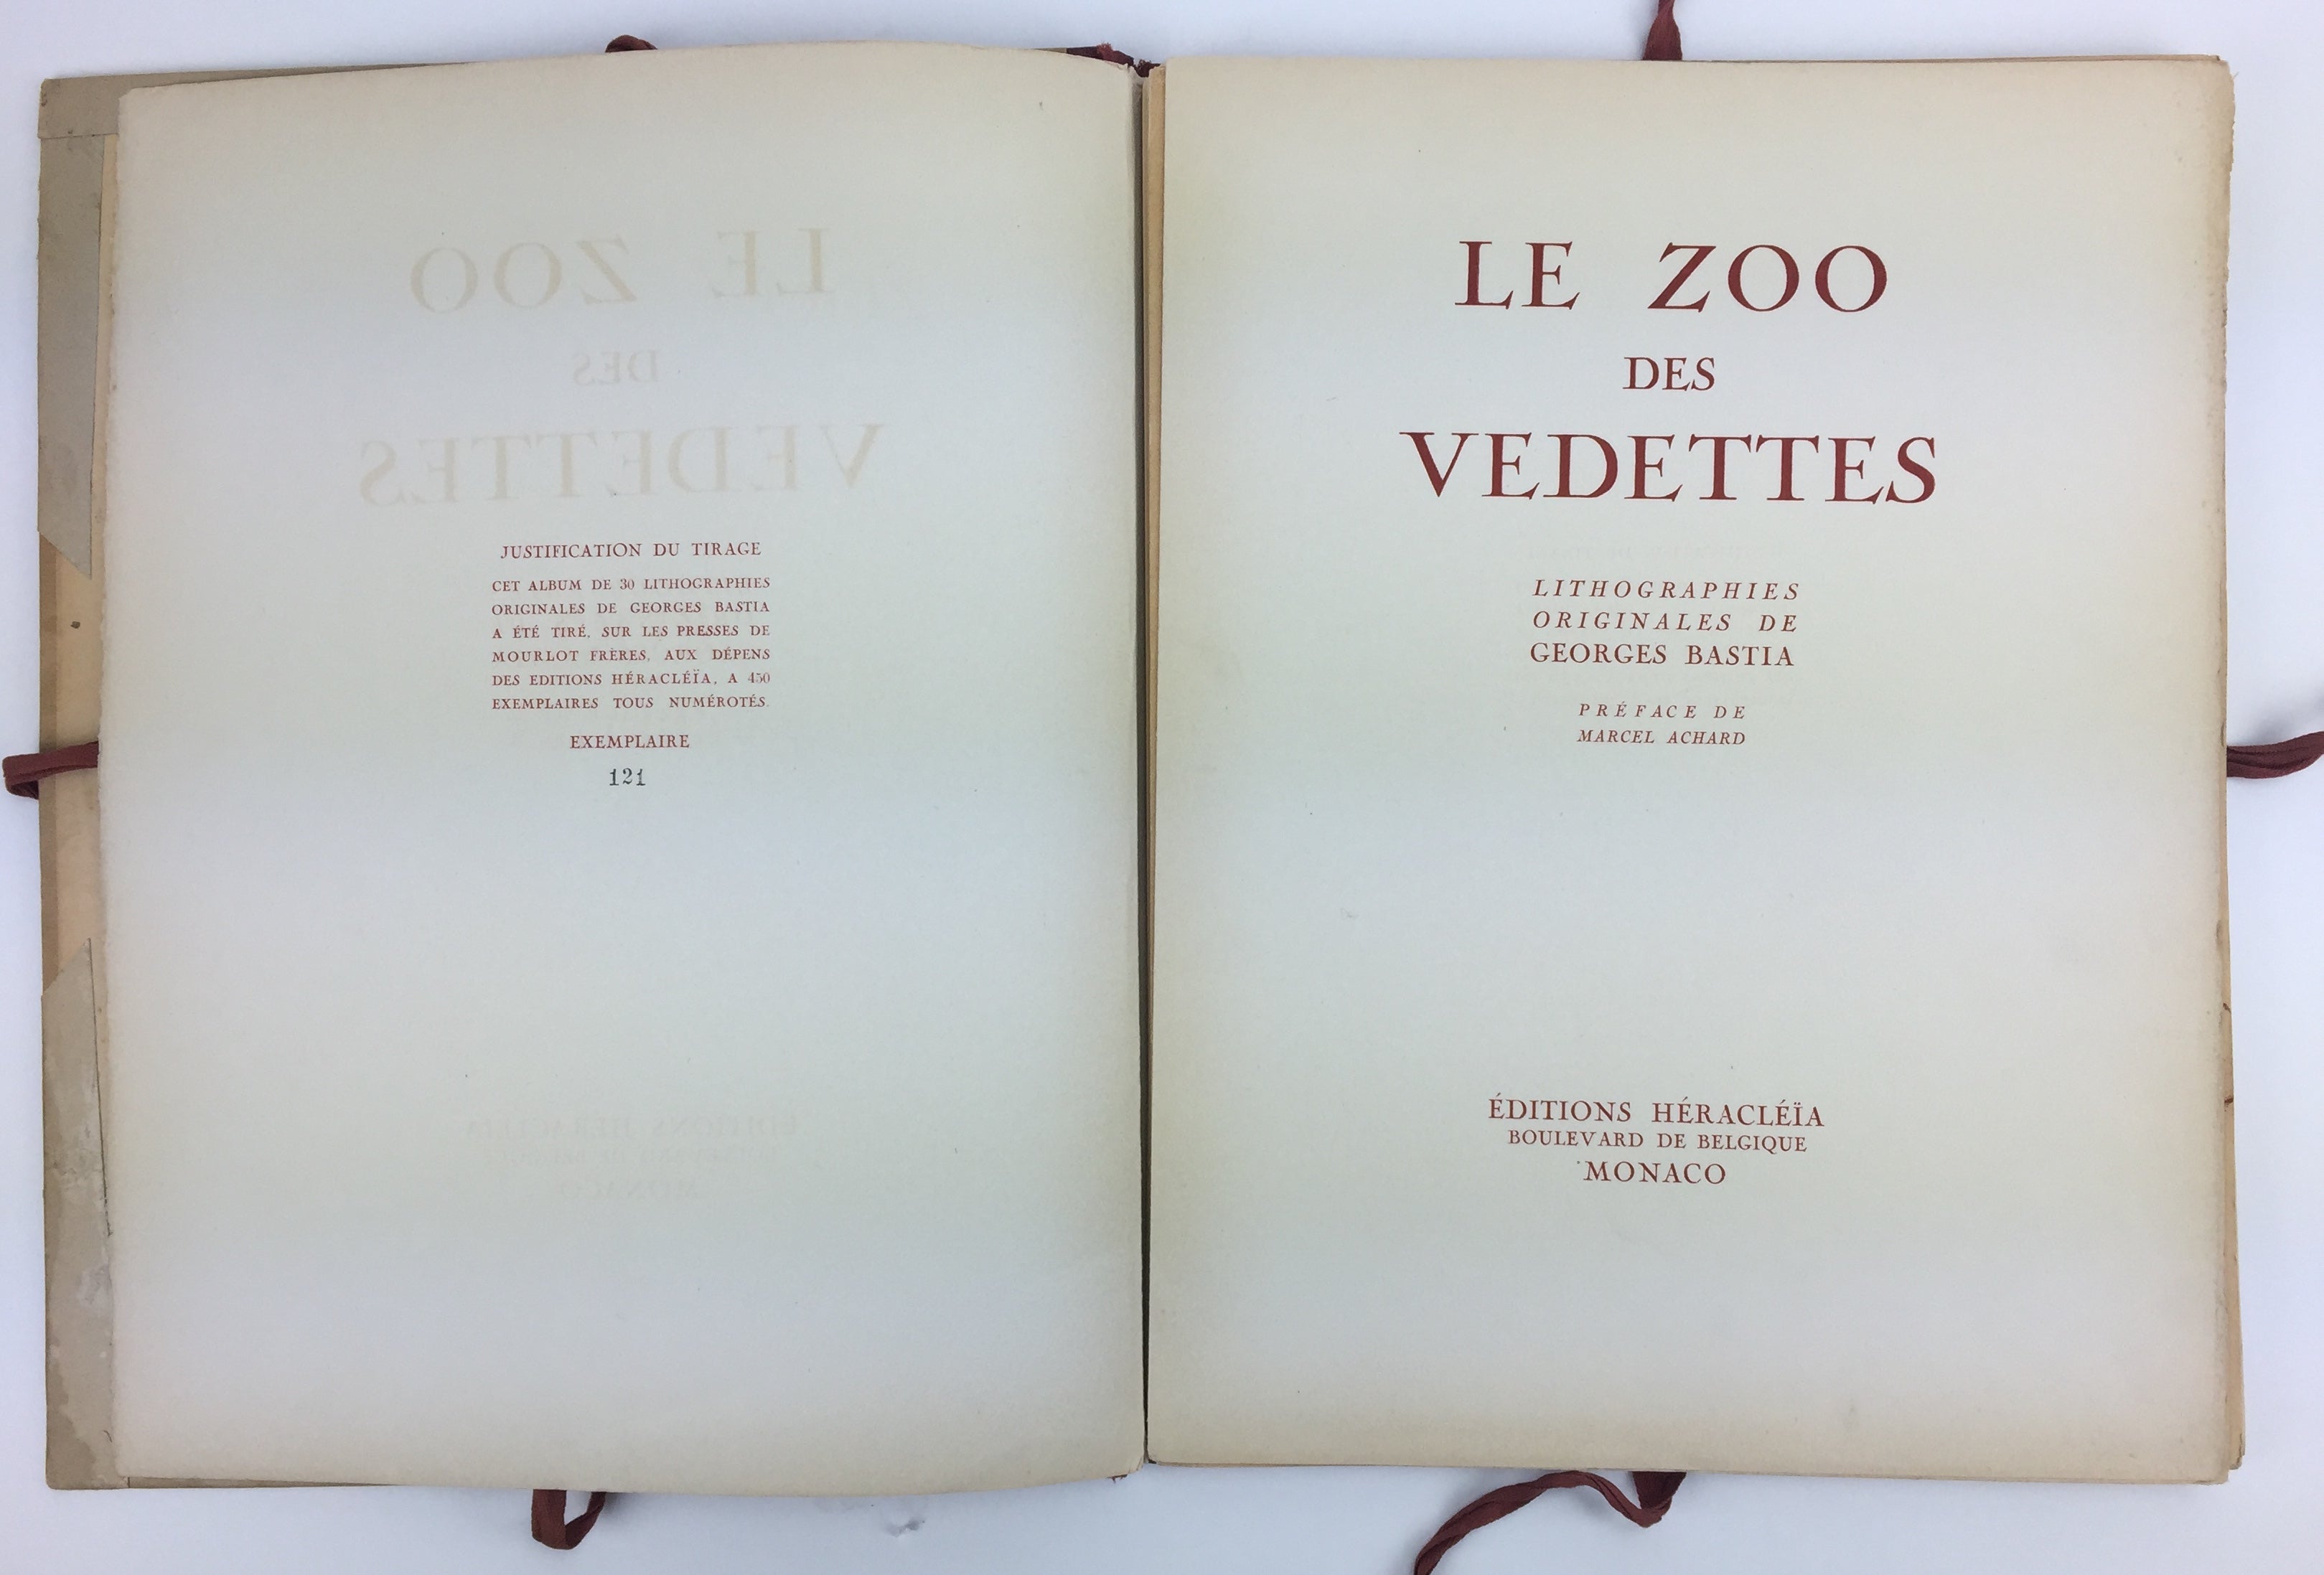 JUSTIFICATION DU TIRAGE
CET ALBUM DE 30 LITHOGRAPHIES
ORIGINALES DE GEORGES BASTIA
A ÉTÉ TIRÉ, SUR LES PRESSES DE
MOURLOT FRÈRES, AUX DÉPENS
DES EDITIONS HÉRACLÉÏA, A 450
EXEMPLAIRES TOUS NUMÉROTÉS.
EXEMPLAIRE
121
LE ZOO
DES
VEDETTES
LITHOGRAPHIES
ORIGINALES DE
GEORGES BASTIA
PRÉFACE DE
MARCEL ACHARD
ÉDITIONS HÉRACLÉÏA
BOULEVARD DE BELGIQUE
MONACO